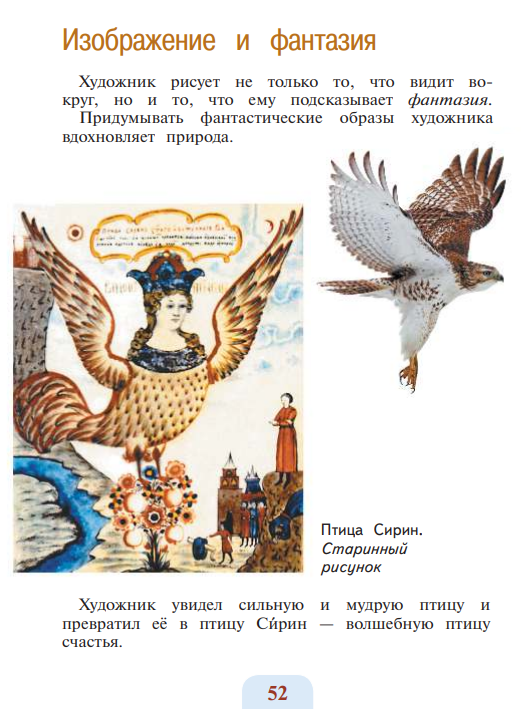 Изображение и фантазия
Художник рисует не только то, что видит во-
круг, но и то, что ему подсказывает фантазия.
Придумывать фантастические образы художника
вдохновляет природа.
Птица Сирин.
Старинный
рисунок
Художник увидел сильную и мудрую птицу и
превратил её в птицу Си́рин — волшебную птицу
счастья.
52